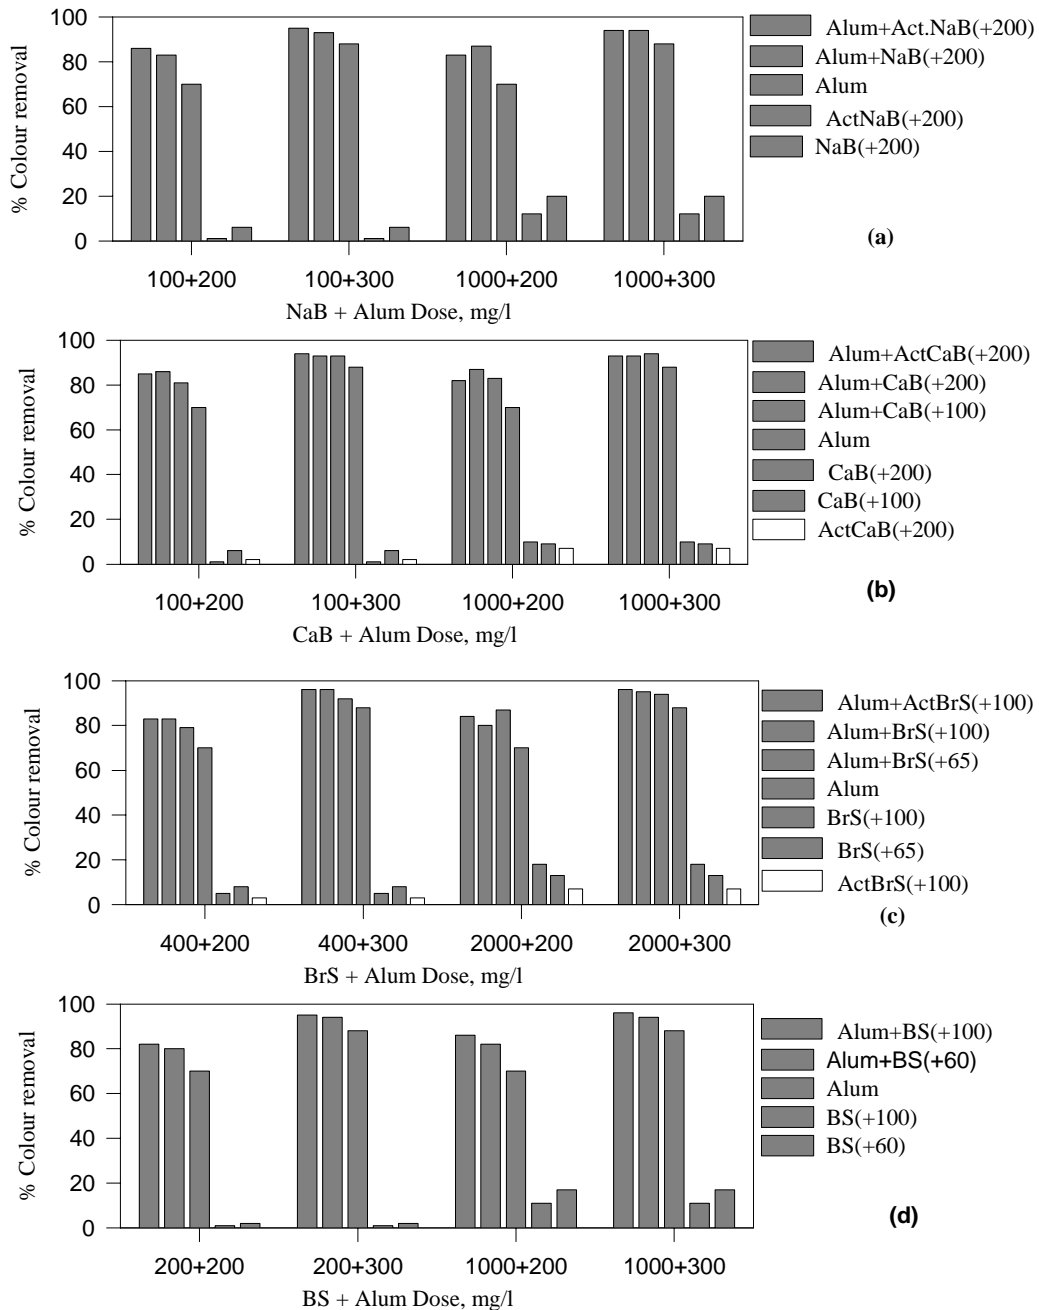 100
80
60
40
20
0
% Colour removal
100+200
100+300
1000+200
1000+300
NaB + Alum Dose, mg/l
Alum+Act.NaB(+200)
Alum+NaB(+200)
Alum
ActNaB(+200)
NaB(+200)
(a)
100
80
60
40
20
0
% Colour removal
100+200
100+300
1000+200
1000+300
CaB + Alum Dose, mg/l
Alum+ActCaB(+200)
Alum+CaB(+200)
Alum+CaB(+100)
Alum
CaB(+200)
CaB(+100)
ActCaB(+200)
(b)
100
80
60
40
20
0
% Colour removal
400+200
400+300
2000+200
2000+300
BrS + Alum Dose, mg/l
Alum+ActBrS(+100)
Alum+BrS(+100)
Alum+BrS(+65)
Alum
BrS(+100)
BrS(+65)
ActBrS(+100)
(c)
100
80
60
40
20
0
% Colour removal
200+200
200+300
1000+200
1000+300
BS + Alum Dose, mg/l
Alum+BS(+100)
Alum+BS(+60)
Alum
BS(+100)
BS(+60)
(d)